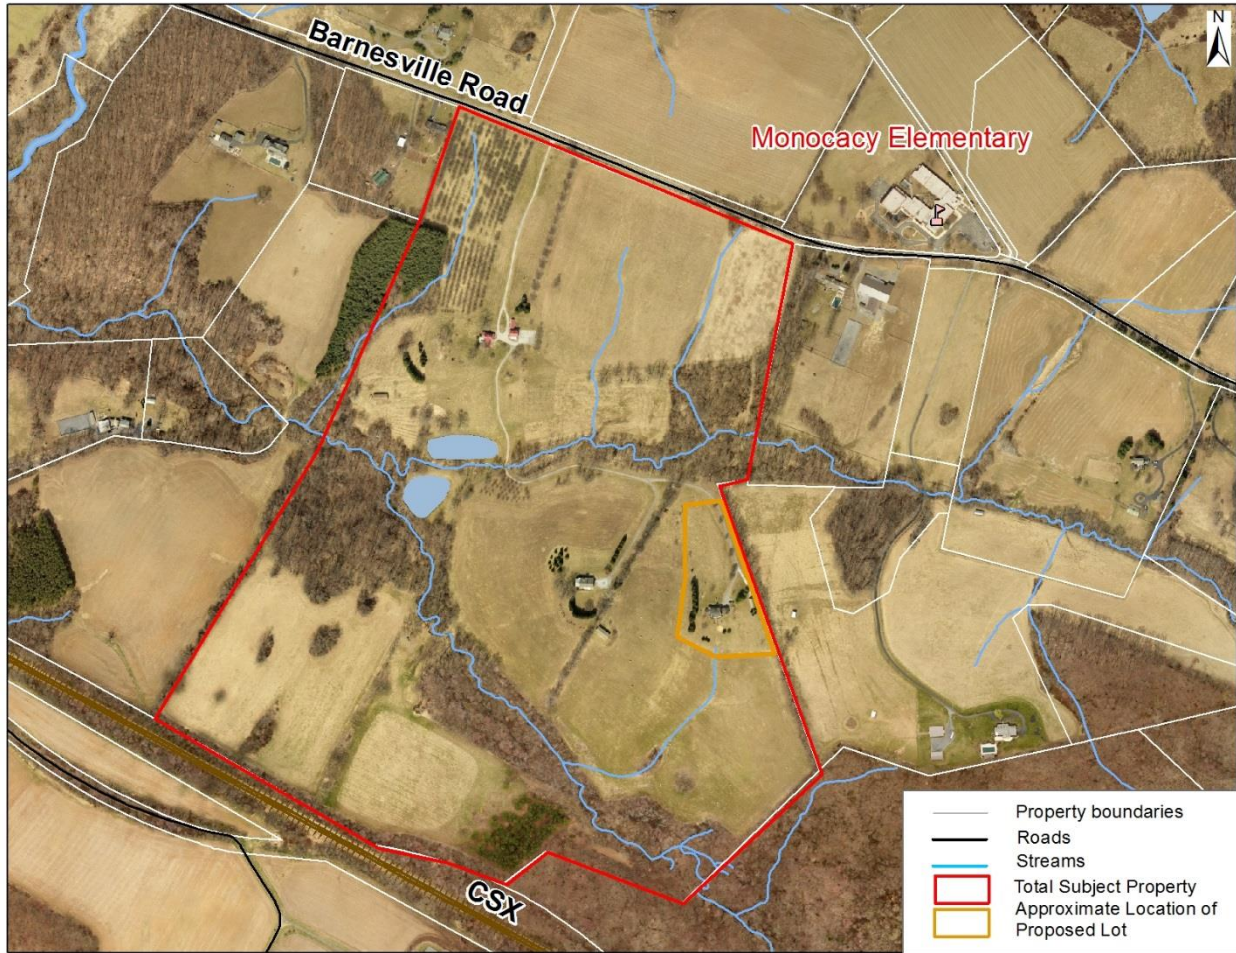 N
Barnesville Road
Monocacy Elementary
CSX
Property boundaries
Roads
Streams
Total Subject Property
Approximate Location of
Proposed Lot